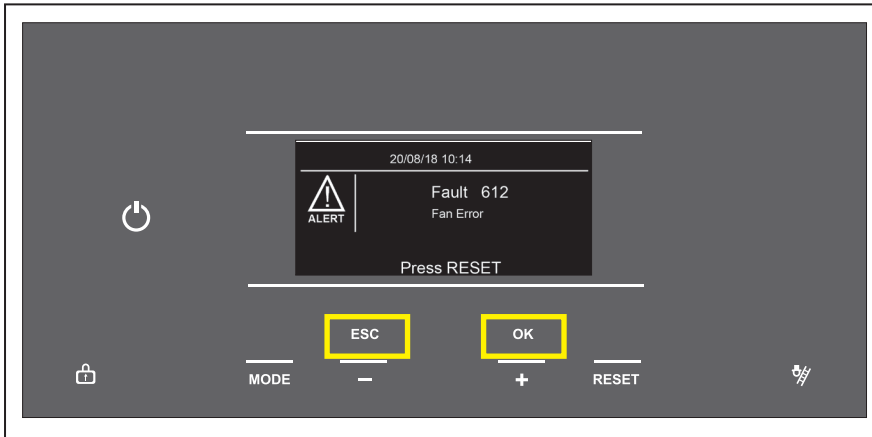 20/08/18 10:14
Fault 612
ALERT
Fan Error
Press RESET
ESC OK
MODE − + RESET